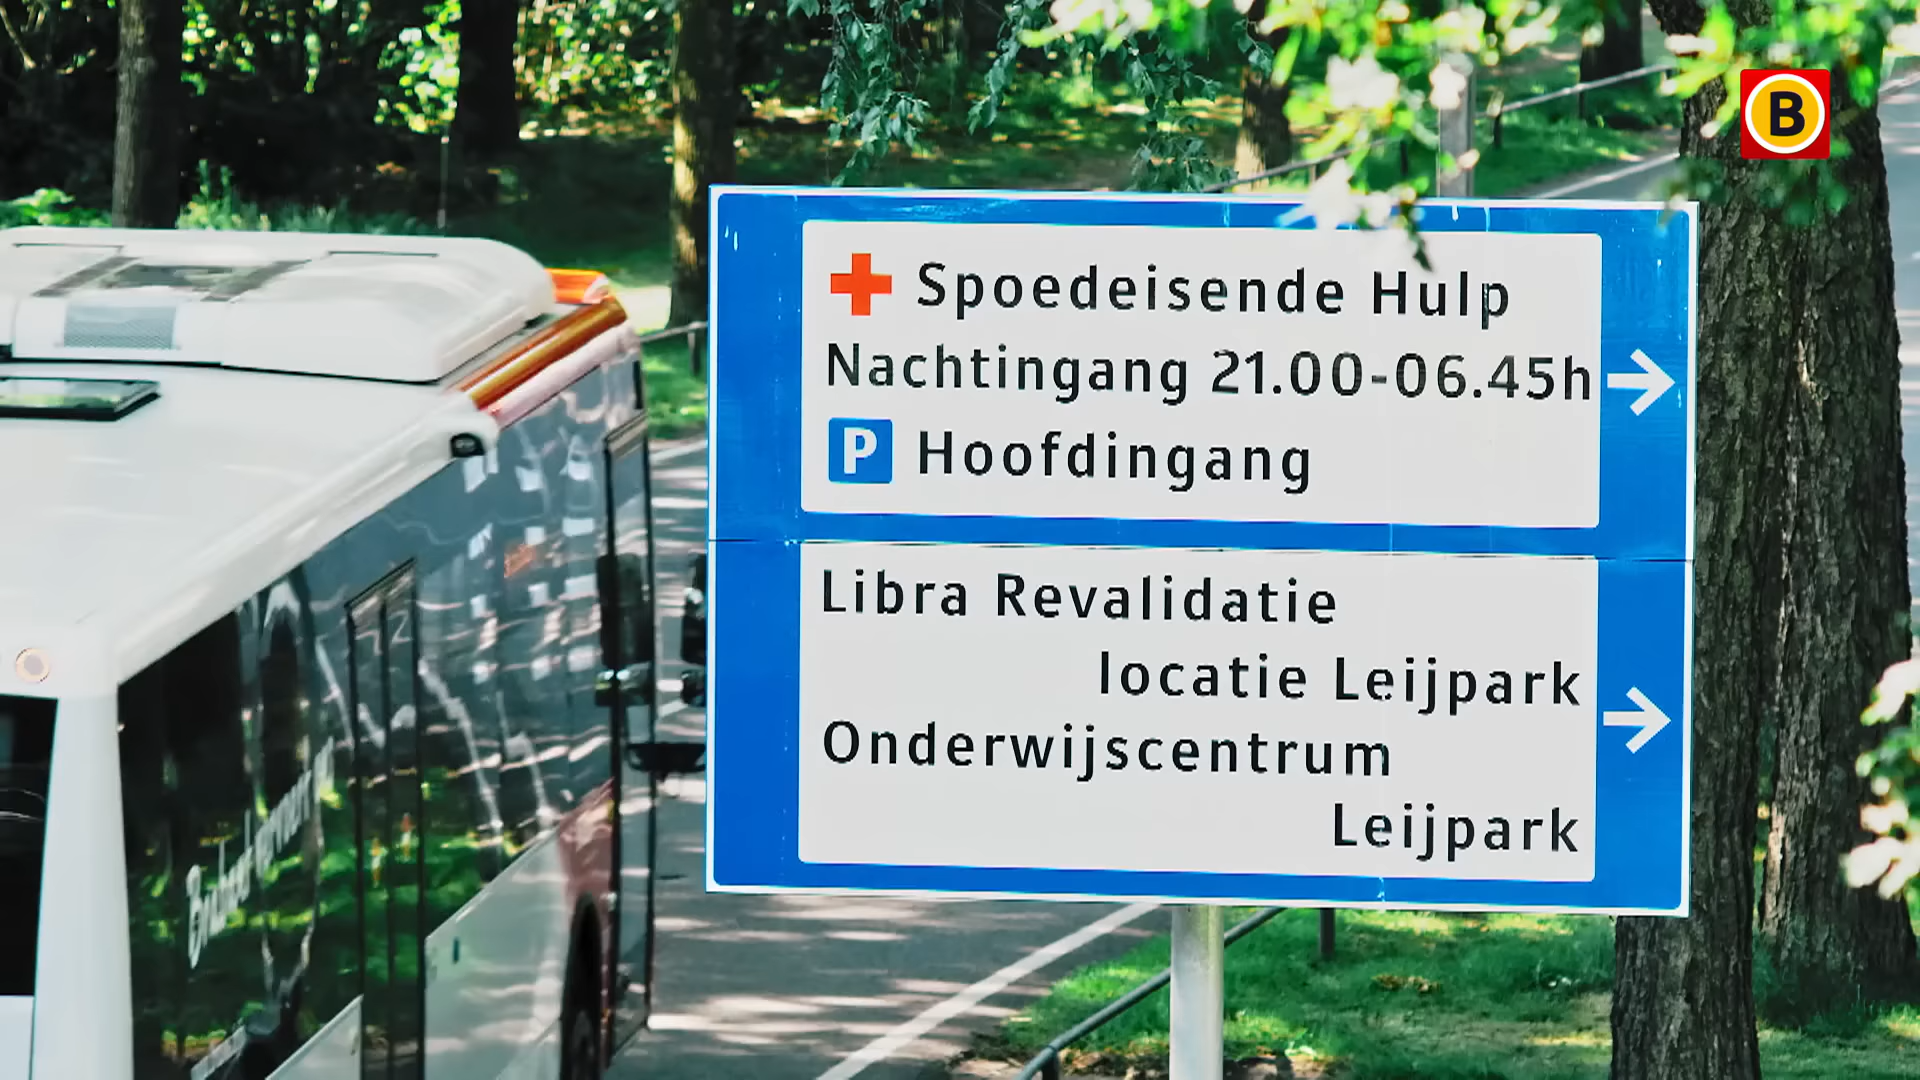 B
Spoedeisende Hulp
Nachtingang 21.00-06.45h
P Hoofdingang
Libra Revalidatie
locatie Leijpark
Onderwijscentrum
Leijpark